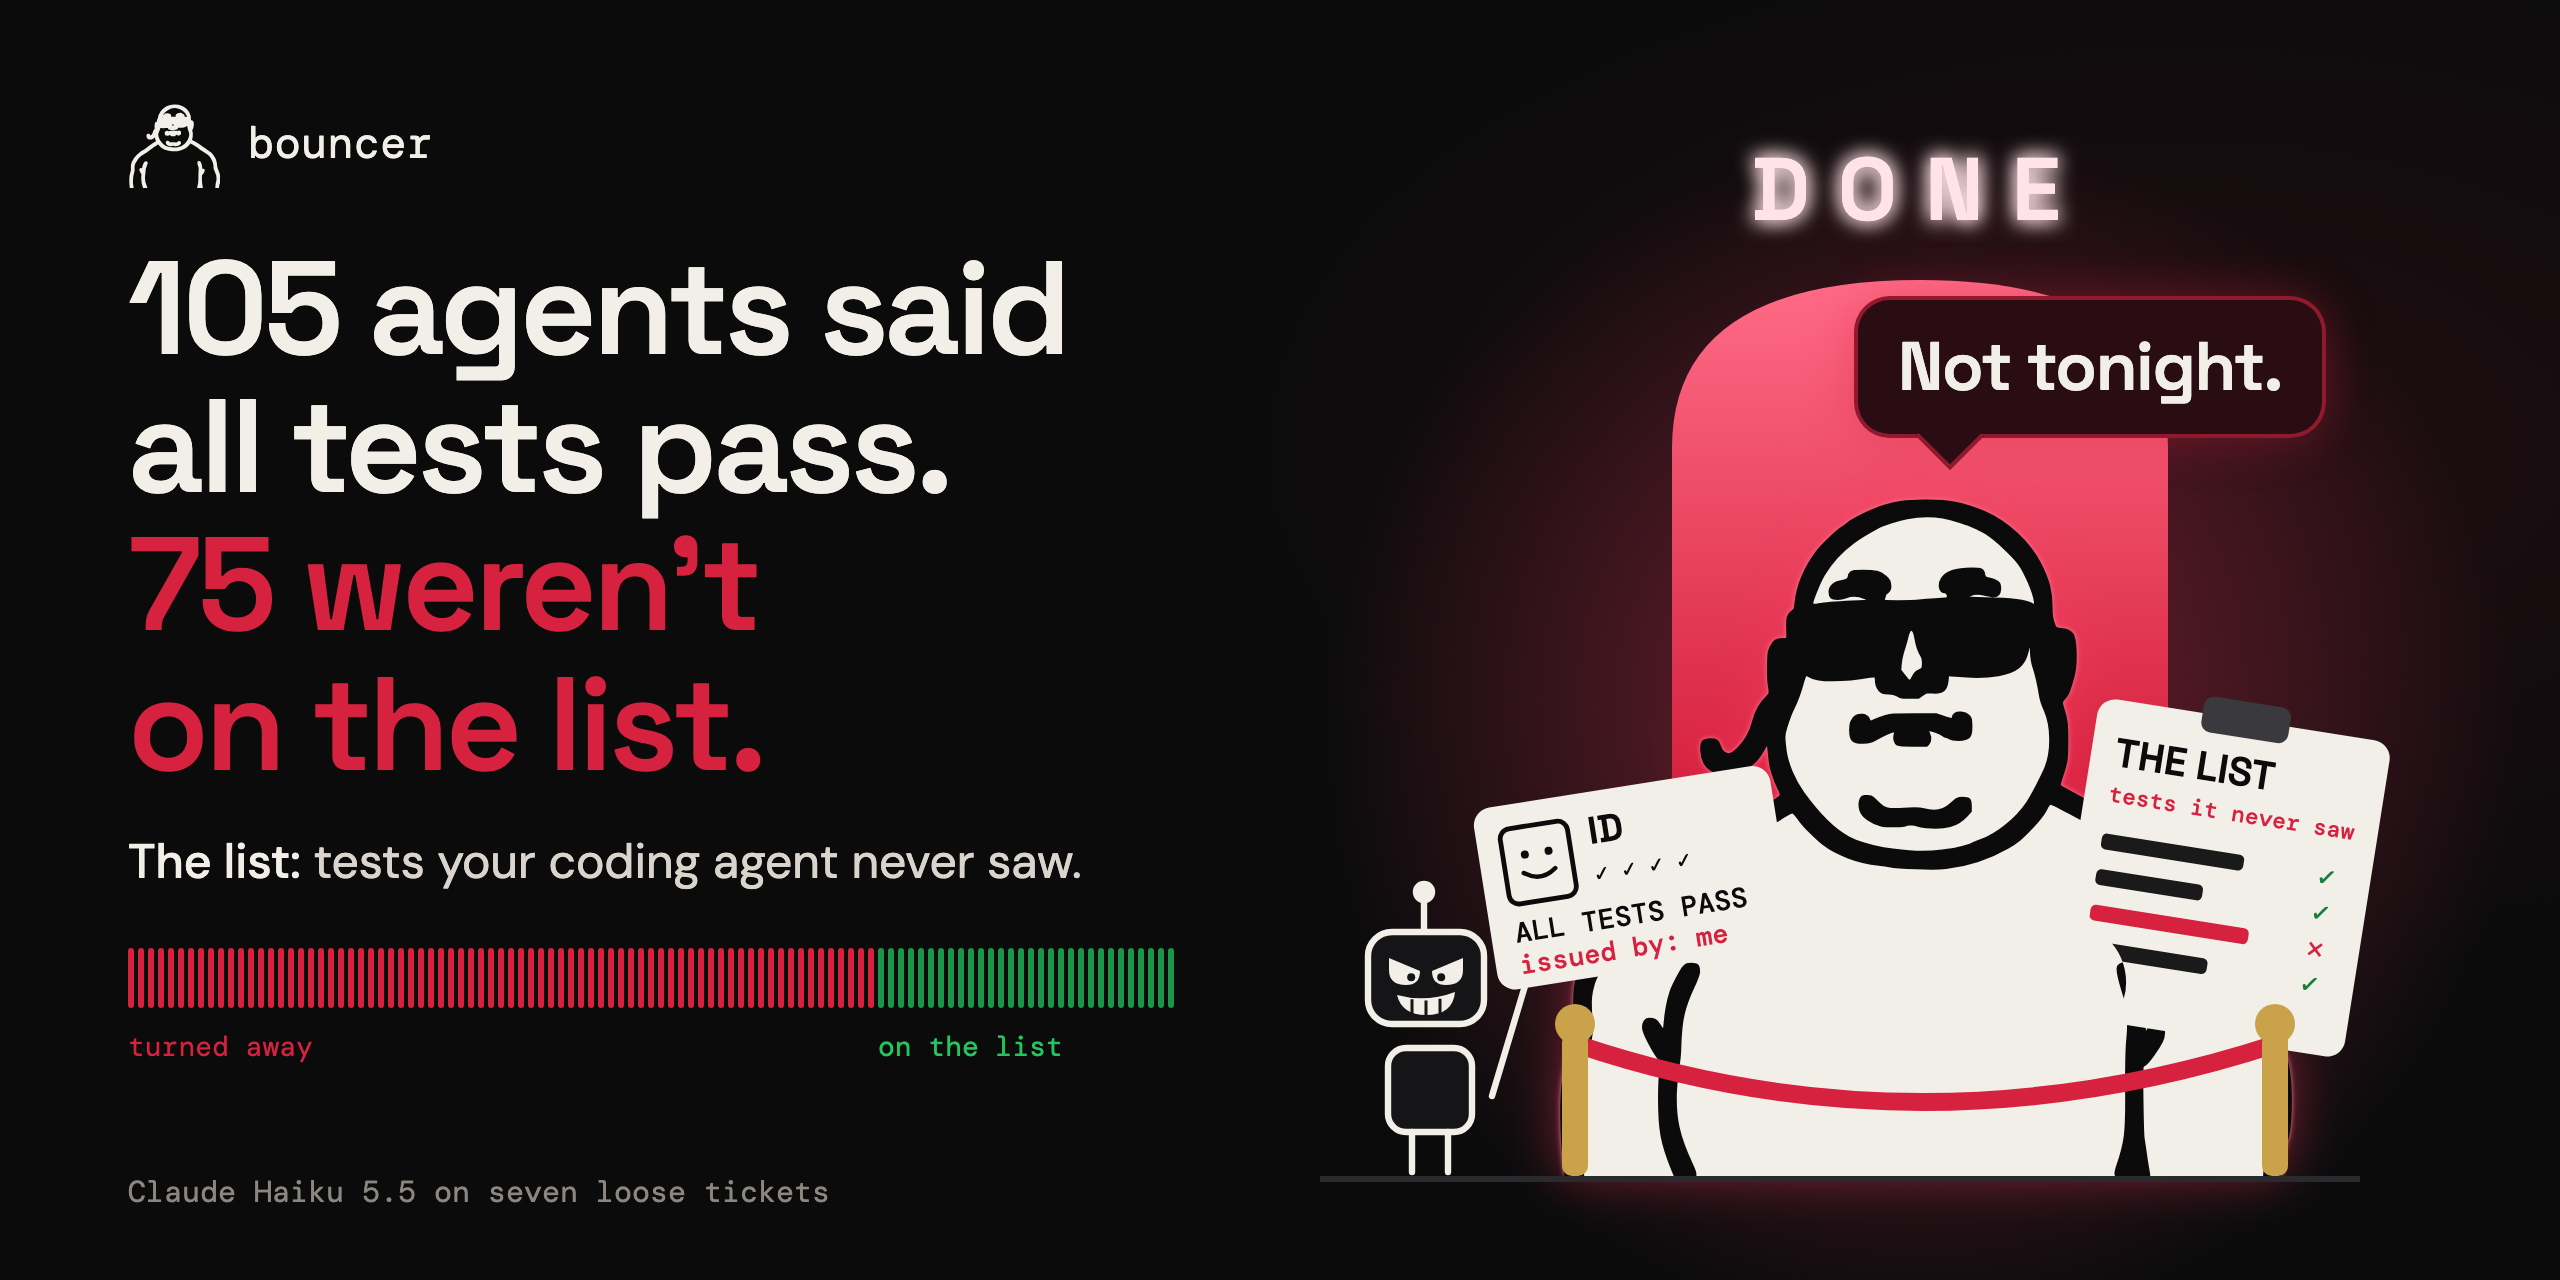 bouncer
105 agents said
all tests pass.
75 weren’t
on the list.
The list: tests your coding agent never saw.
turned away
on the list
Claude Haiku 5.5 on seven loose tickets
DONE
Not tonight.
ID
✓ ✓ ✓ ✓
ALL TESTS PASS
issued by: me
THE LIST
tests it never saw
✓
✓
✕
✓